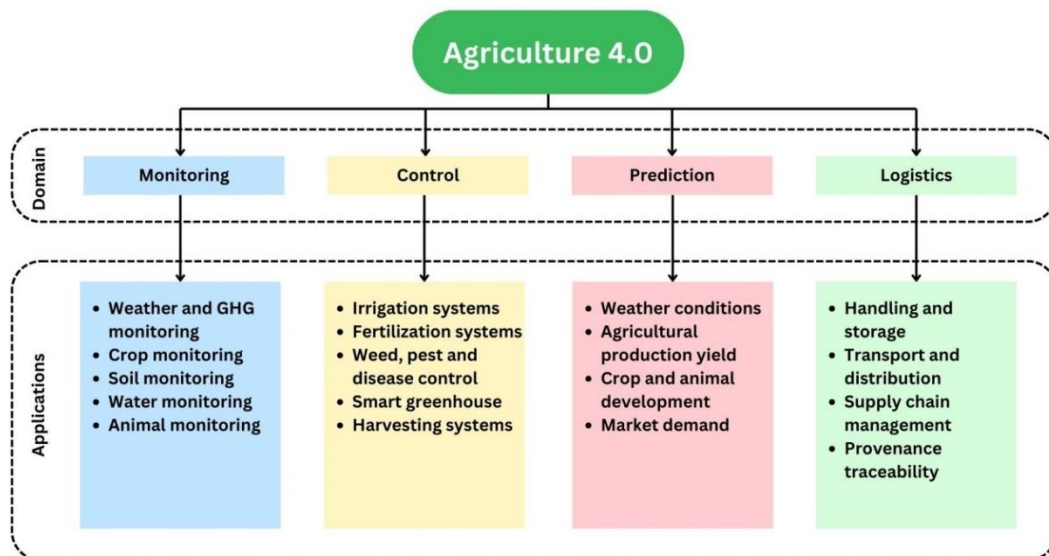 Agriculture 4.0
Domain
Monitoring
Control
Prediction
Logistics
Applications
• Weather and GHG
monitoring
• Crop monitoring
• Soil monitoring
• Water monitoring
• Animal monitoring
• Irrigation systems
• Fertilization systems
• Weed, pest and
disease control
• Smart greenhouse
• Harvesting systems
• Weather conditions
• Agricultural
production yield
• Crop and animal
development
• Market demand
• Handling and
storage
• Transport and
distribution
• Supply chain
management
• Provenance
traceability